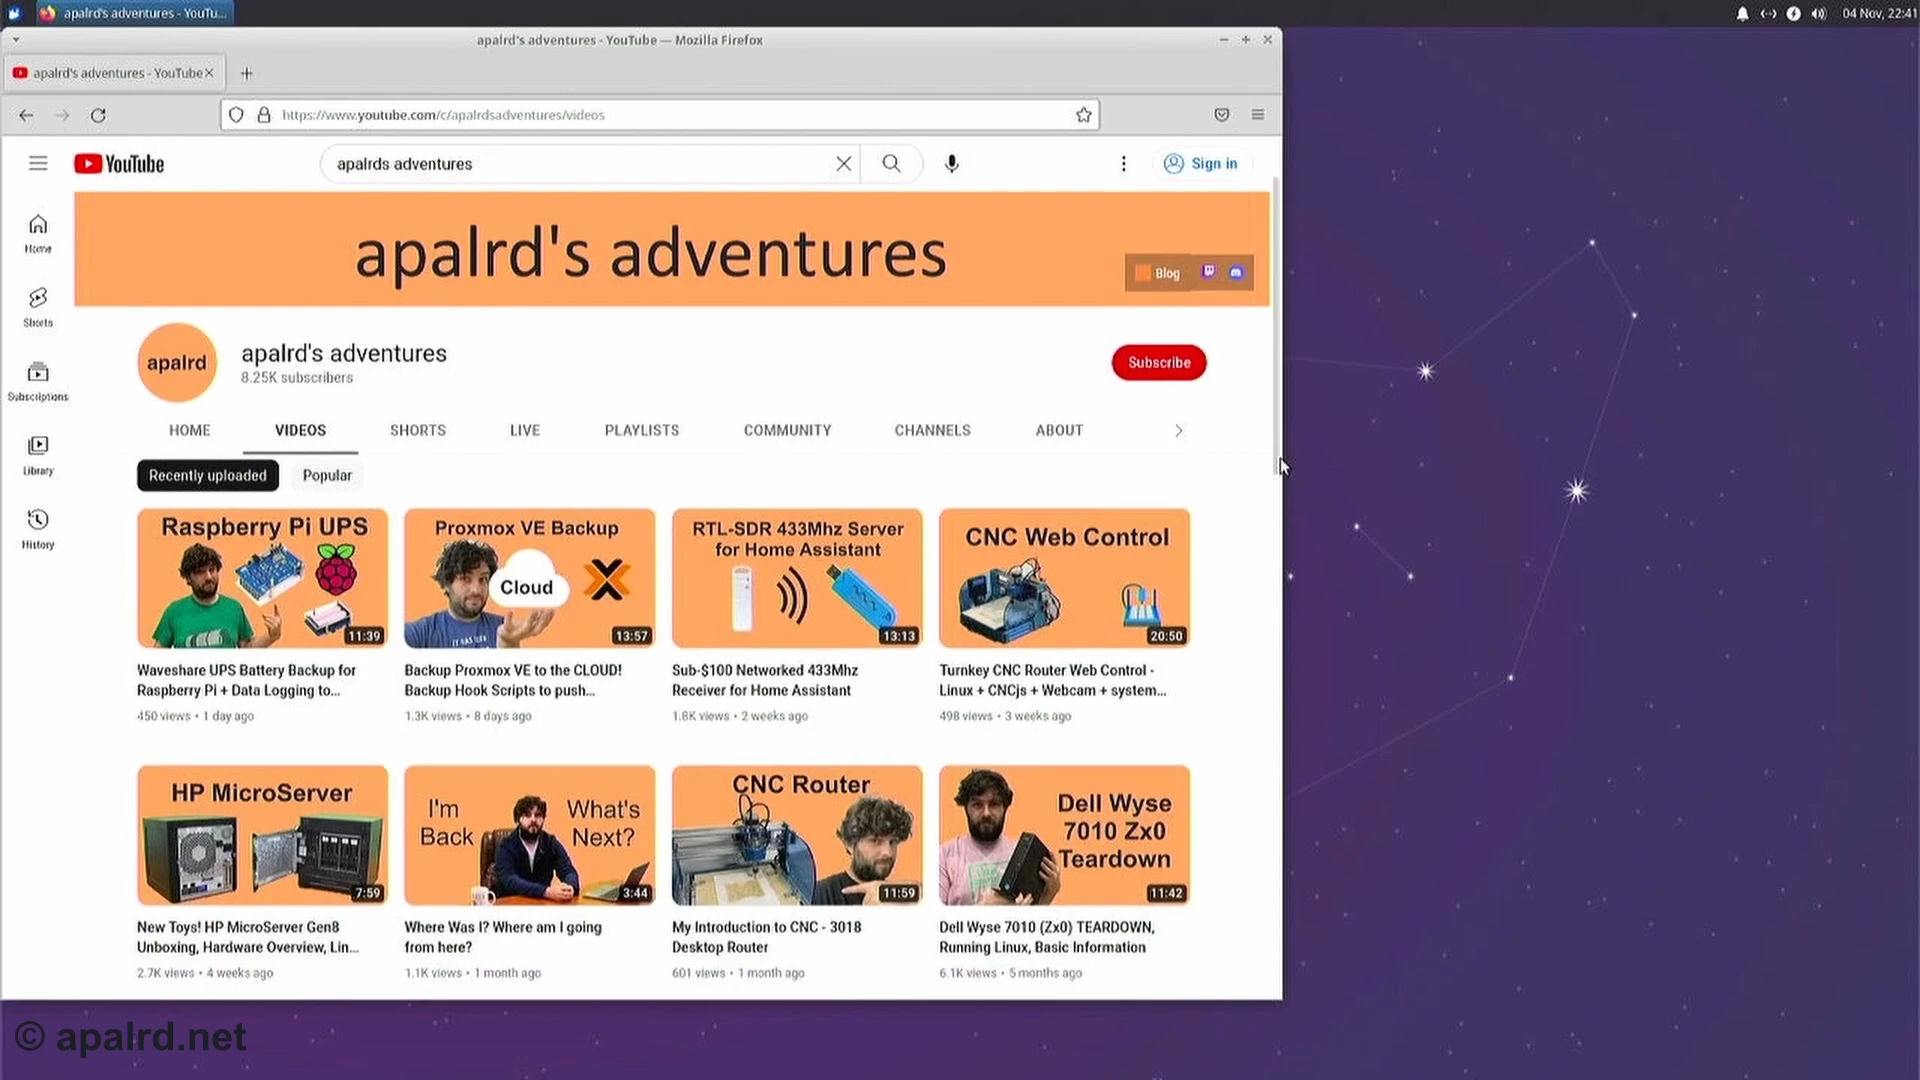 apalrd's adventures - YouTu...
04 Nov, 22:41
apalrd's adventures - YouTube — Mozilla Firefox
apalrd's adventures - YouTube
https://www.youtube.com/c/apalrdsadventures/videos
YouTube
apalrds adventures
Sign in
Home
Shorts
Subscriptions
Library
History
apalrd's adventures
Blog
apalrd
apalrd's adventures
8.25K subscribers
Subscribe
HOME VIDEOS SHORTS LIVE PLAYLISTS COMMUNITY CHANNELS ABOUT
Recently uploaded Popular
Raspberry Pi UPS
11:39
Waveshare UPS Battery Backup for
Raspberry Pi + Data Logging to...
450 views • 1 day ago
Proxmox VE Backup
Cloud
13:57
Backup Proxmox VE to the CLOUD!
Backup Hook Scripts to push...
1.3K views • 8 days ago
RTL-SDR 433Mhz Server
for Home Assistant
13:13
Sub-$100 Networked 433Mhz
Receiver for Home Assistant
1.8K views • 2 weeks ago
CNC Web Control
20:50
Turnkey CNC Router Web Control -
Linux + CNCjs + Webcam + system...
498 views • 3 weeks ago
HP MicroServer
7:59
New Toys! HP MicroServer Gen8
Unboxing, Hardware Overview, Lin...
2.7K views • 4 weeks ago
I'm
Back
What's
Next?
3:44
Where Was I? Where am I going
from here?
1.1K views • 1 month ago
CNC Router
11:59
My Introduction to CNC - 3018
Desktop Router
601 views • 1 month ago
Dell Wyse
7010 Zx0
Teardown
11:42
Dell Wyse 7010 (Zx0) TEARDOWN,
Running Linux, Basic Information
6.1K views • 5 months ago
© apalrd.net